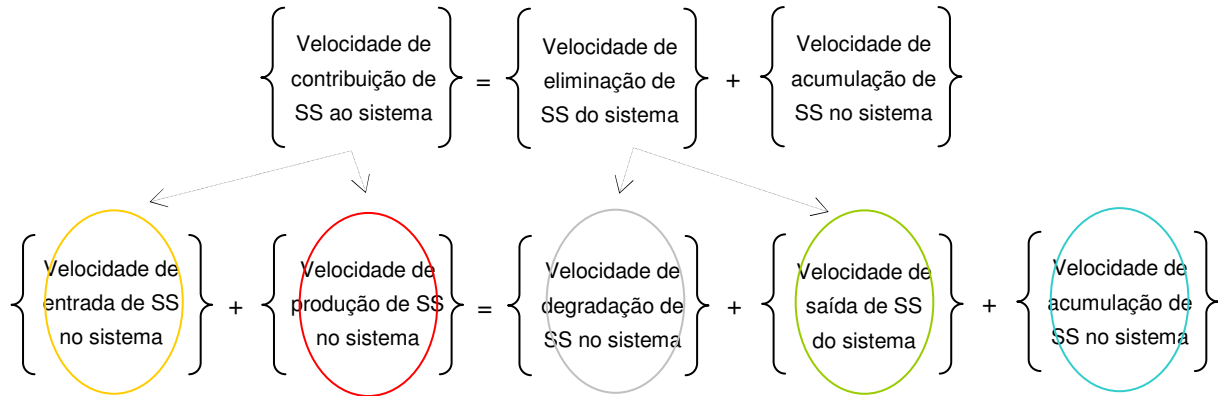 Velocidade de
contribuição de
SS ao sistema
=
Velocidade de
eliminação de
SS do sistema
+
Velocidade de
acumulação de
SS no sistema
Velocidade de
entrada de SS
no sistema
+
Velocidade de
produção de SS
no sistema
=
Velocidade de
degradação de
SS no sistema
+
Velocidade de
saída de SS
do sistema
+
Velocidade de
acumulação de
SS no sistema